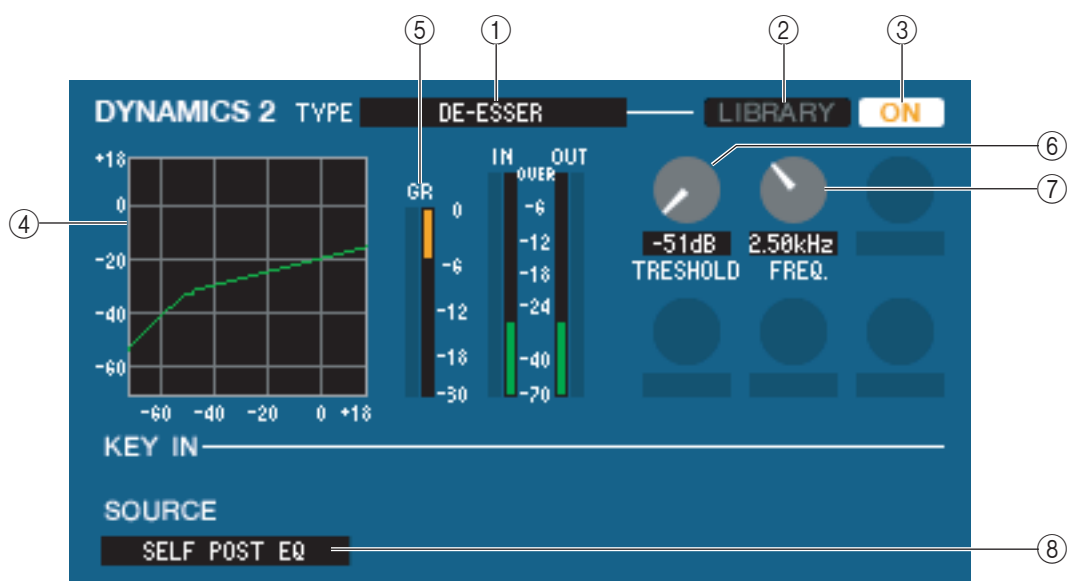 ⑤ ① ② ③
DYNAMICS 2 TYPE DE-ESSER LIBRARY ON
⑥
⑦
④
+18
0
-20
-40
-60
-60 -40 -20 0 +18
GR
0
-6
-12
-18
-30
IN OUT
OVER
-6
-12
-18
-24
-40
-70
-51dB 2.50kHz
TRESHOLD FREQ.
KEY IN
SOURCE
SELF POST EQ
⑧